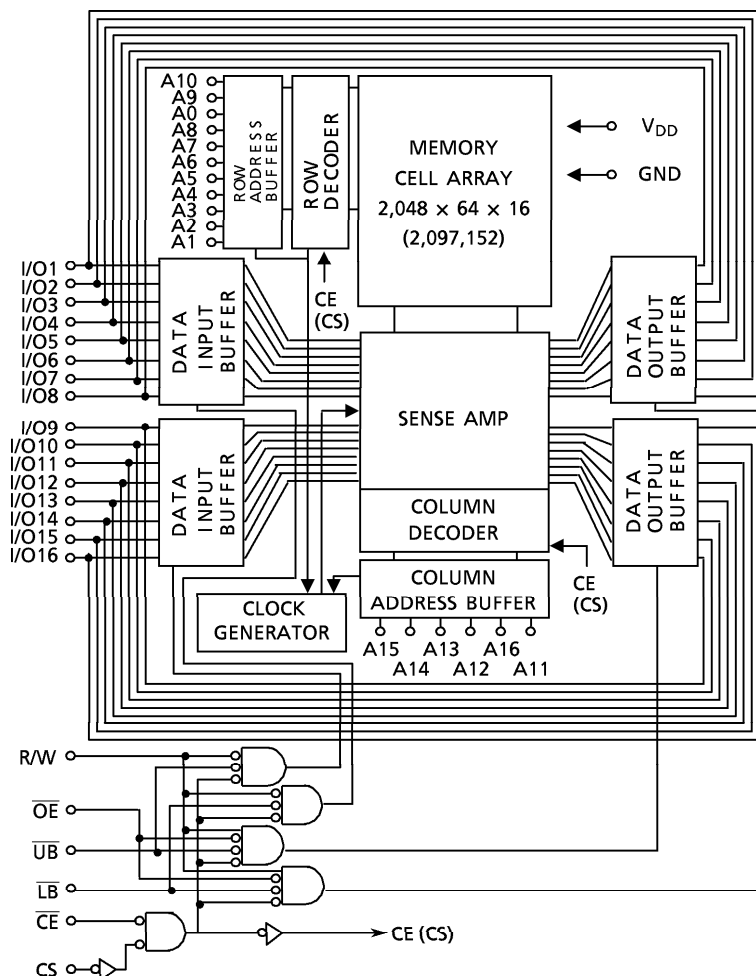 A10
A9
A0
A8
A7
A6
A5
A4
A3
A2
A1
ROW
ADDRESS
BUFFER
ROW
DECODER
MEMORY
CELL ARRAY
2,048 × 64 × 16
(2,097,152)
VDD
GND
CE
(CS)
I/O1
I/O2
I/O3
I/O4
I/O5
I/O6
I/O7
I/O8
DATA
INPUT
BUFFER
DATA
OUTPUT
BUFFER
SENSE AMP
I/O9
I/O10
I/O11
I/O12
I/O13
I/O14
I/O15
I/O16
DATA
INPUT
BUFFER
DATA
OUTPUT
BUFFER
COLUMN
DECODER
CE
(CS)
CLOCK
GENERATOR
COLUMN
ADDRESS BUFFER
A15
A14
A13
A12
A16
A11
R/W
O̅E̅
U̅B̅
L̅B̅
C̅E̅
CE (CS)
CS